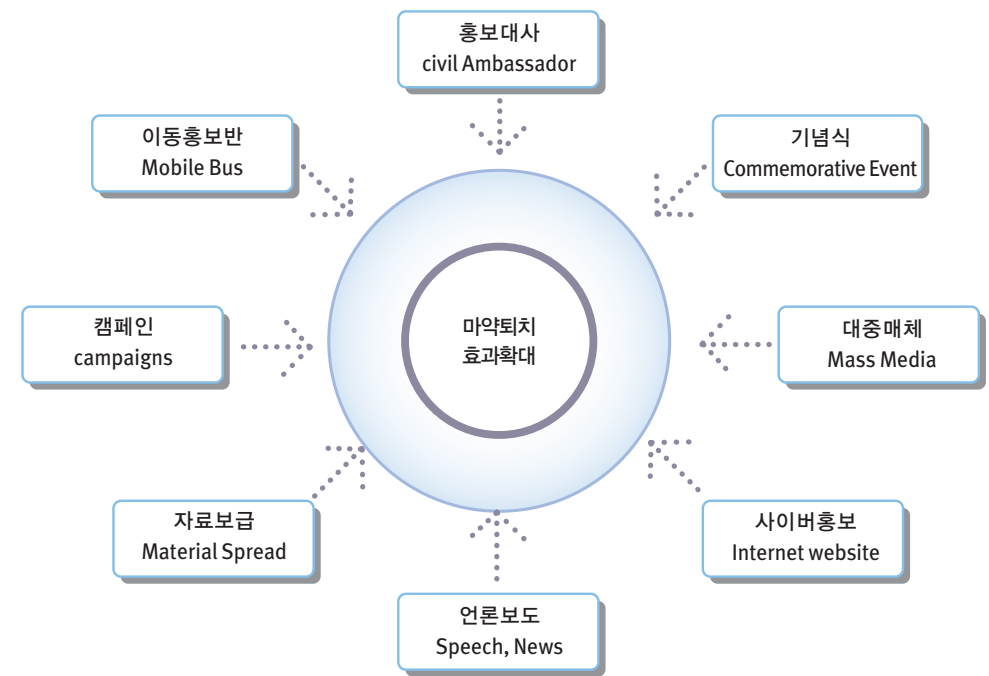 홍보대사
civil Ambassador
이동홍보반
Mobile Bus
기념식
Commemorative Event
캠페인
campaigns
마약퇴치
효과확대
대중매체
Mass Media
자료보급
Material Spread
사이버홍보
Internet website
언론보도
Speech, News